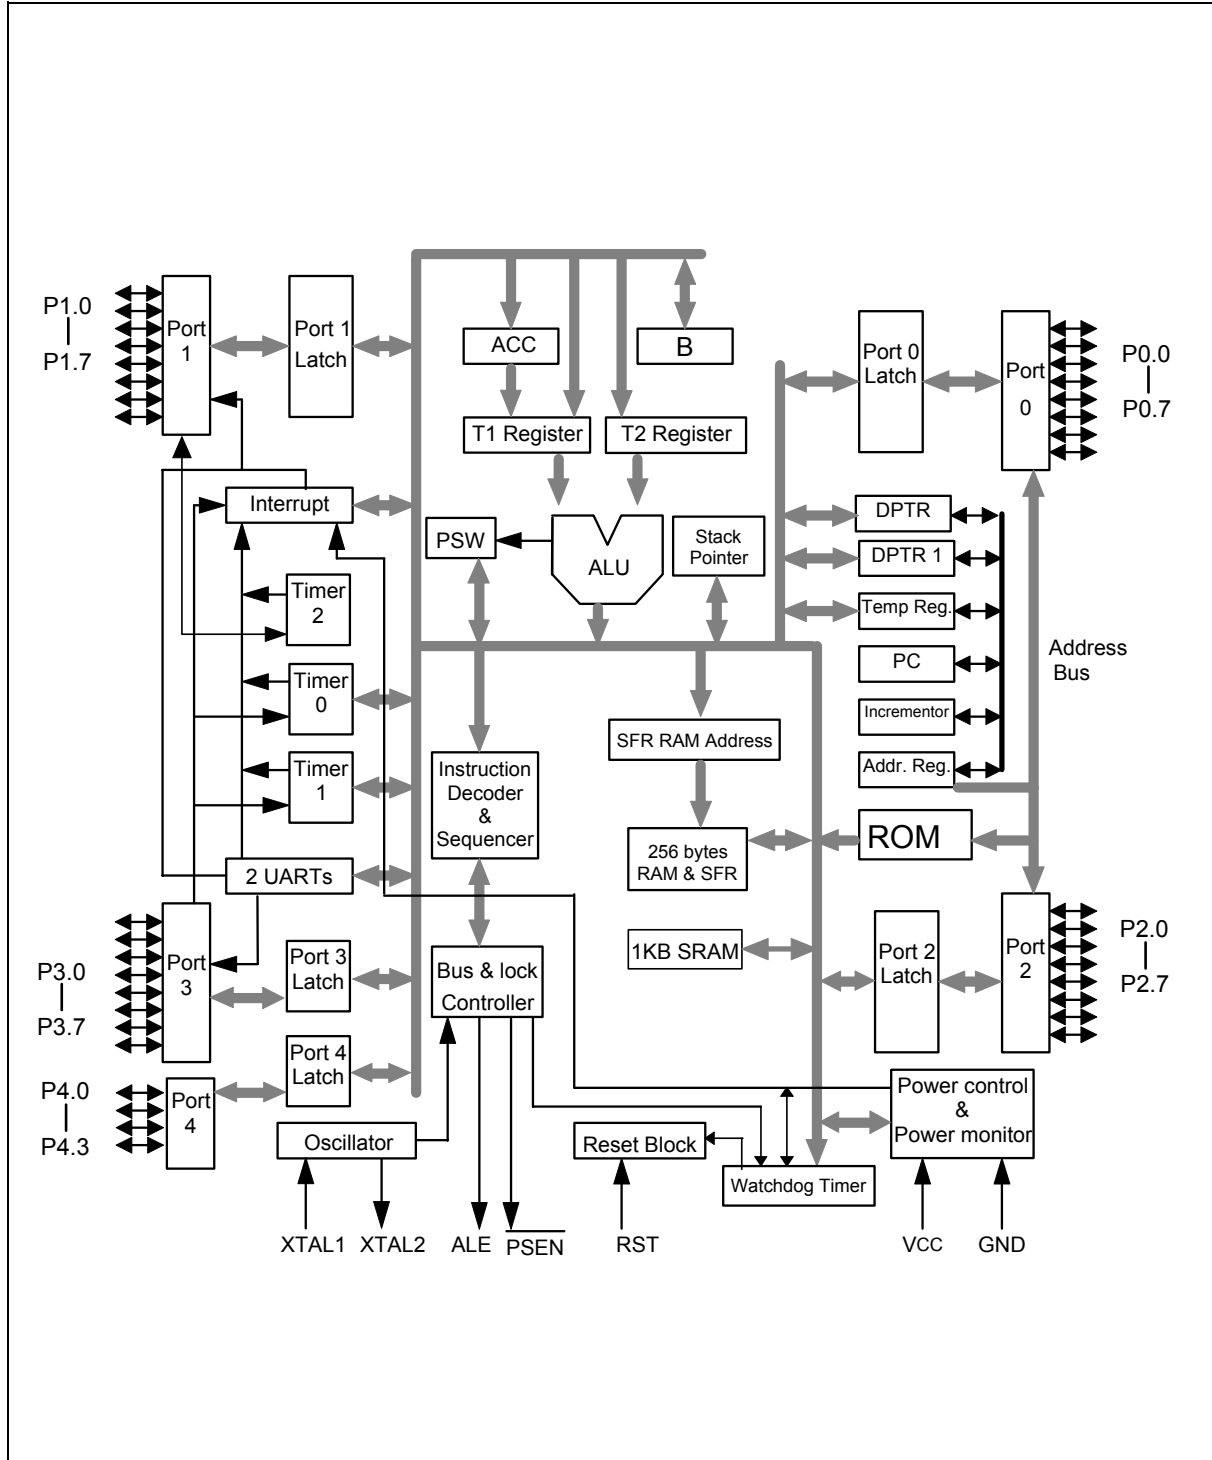 P1.0
P1.7
Port
1
Port 1
Latch
ACC
B
T1 Register
T2 Register
Port 0
Latch
Port
0
P0.0
P0.7
Interrupt
PSW
ALU
Stack
Pointer
DPTR
DPTR 1
Temp Reg.
PC
Incrementor
Addr. Reg.
Address
Bus
Timer
2
Timer
0
Timer
1
2 UARTs
Instruction
Decoder
&
Sequencer
SFR RAM Address
256 bytes
RAM & SFR
ROM
1KB SRAM
P3.0
P3.7
Port
3
Port 3
Latch
Bus & lock
Controller
Port 2
Latch
Port
2
P2.0
P2.7
P4.0
P4.3
Port
4
Port 4
Latch
Oscillator
Reset Block
Watchdog Timer
Power control
&
Power monitor
XTAL1
XTAL2
ALE
PSEN
RST
VCC
GND